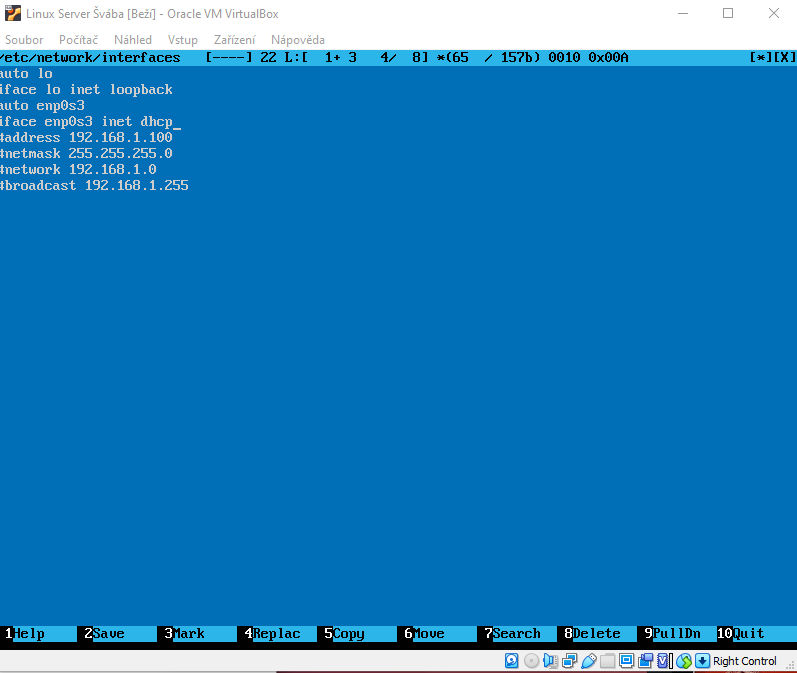 Linux Server Švába [Beží] - Oracle VM VirtualBox
Soubor Počítač Náhled Vstup Zařízení Nápověda
/etc/network/interfaces [----] 22 L:[ 1+ 3 4/ 8] *(65 / 157b) 0010 0x00A [*][X]
auto lo
iface lo inet loopback
auto enp0s3
iface enp0s3 inet dhcp_
#address 192.168.1.100
#netmask 255.255.255.0
#network 192.168.1.0
#broadcast 192.168.1.255
1Help 2Save 3Mark 4Replac 5Copy 6Move 7Search 8Delete 9PullDn 10Quit
Right Control